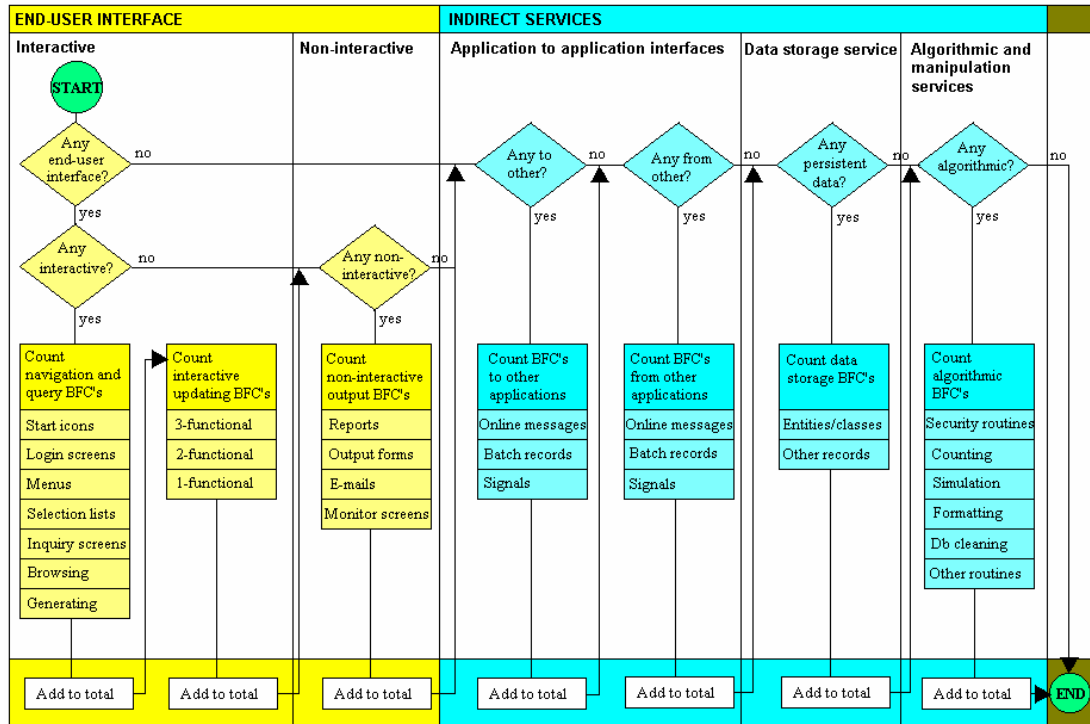 END-USER INTERFACE
INDIRECT SERVICES
Interactive
Non-interactive
Application to application interfaces
Data storage service
Algorithmic and
manipulation
services
START
Any
end-user
interface?
no
yes
Any
interactive?
no
yes
Any non-
interactive?
no
yes
Any to
other?
no
yes
Any from
other?
no
yes
Any
persistent
data?
no
yes
Any
algorithmic?
no
yes
Count
navigation and
query BFC's
Start icons
Login screens
Menus
Selection lists
Inquiry screens
Browsing
Generating
Count
interactive
updating BFC's
3-functional
2-functional
1-functional
Count
non-interactive
output BFC's
Reports
Output forms
E-mails
Monitor screens
Count BFC's
to other
applications
Online messages
Batch records
Signals
Count BFC's
from other
applications
Online messages
Batch records
Signals
Count data
storage BFC's
Entities/classes
Other records
Count
algorithmic
BFC's
Security routines
Counting
Simulation
Formatting
Db cleaning
Other routines
Add to total
Add to total
Add to total
Add to total
Add to total
Add to total
Add to total
END